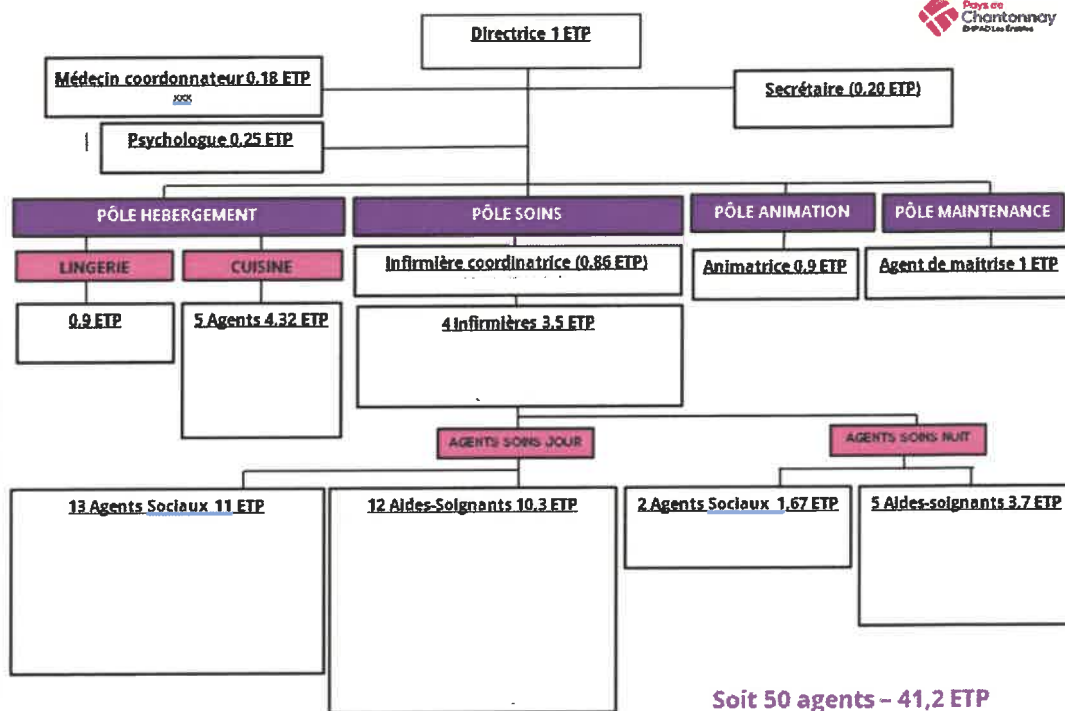 Pays de
Chantonnay
EHPAD Les Érables
Directrice 1 ETP
Médecin coordonnateur 0.18 ETP
xxx
Secrétaire (0.20 ETP)
Psychologue 0.25 ETP
PÔLE HEBERGEMENT
PÔLE SOINS
PÔLE ANIMATION
PÔLE MAINTENANCE
LINGERIE
CUISINE
Infirmière coordinatrice (0.86 ETP)
Animatrice 0.9 ETP
Agent de maitrise 1 ETP
0.9 ETP
5 Agents 4.32 ETP
4 Infirmières 3.5 ETP
AGENTS SOINS JOUR
AGENTS SOINS NUIT
13 Agents Sociaux 11 ETP
12 Aides-Soignants 10.3 ETP
2 Agents Sociaux 1.67 ETP
5 Aides-soignants 3.7 ETP
Soit 50 agents – 41,2 ETP